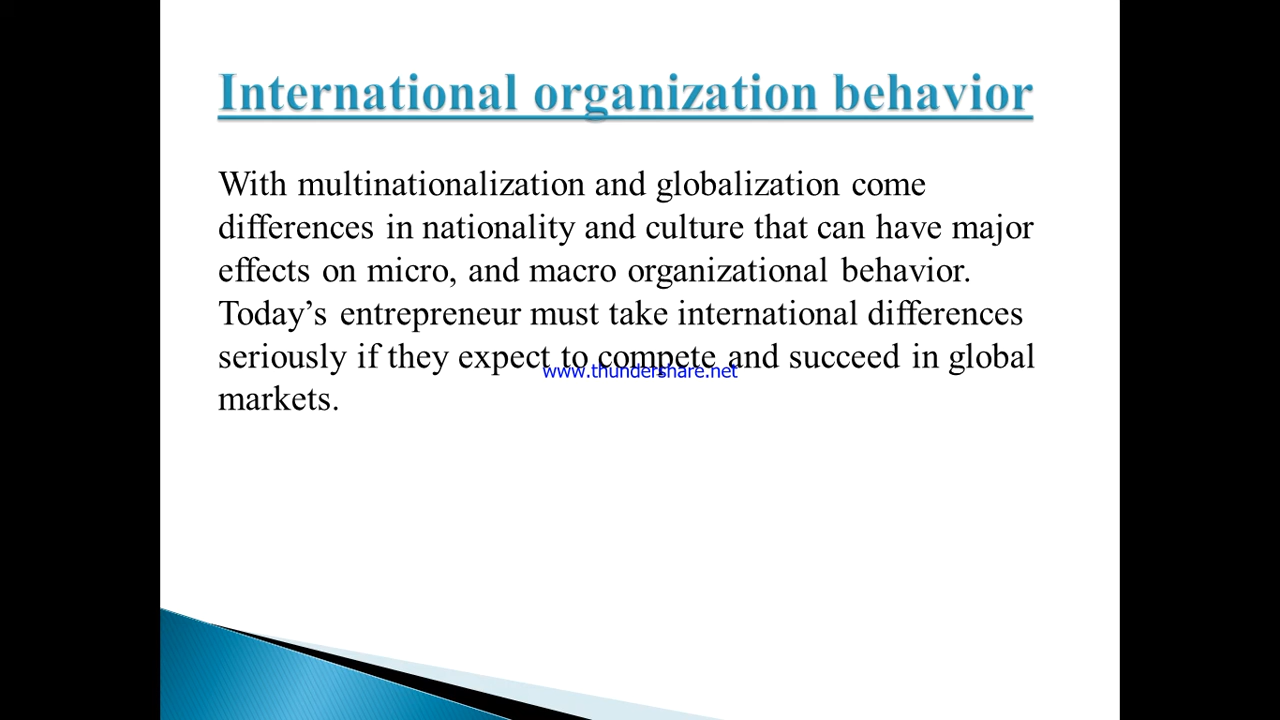 International organization behavior
With multinationalization and globalization come
differences in nationality and culture that can have major
effects on micro, and macro organizational behavior.
Today’s entrepreneur must take international differences
seriously if they expect to compete and succeed in global
www.thundershare.net
markets.